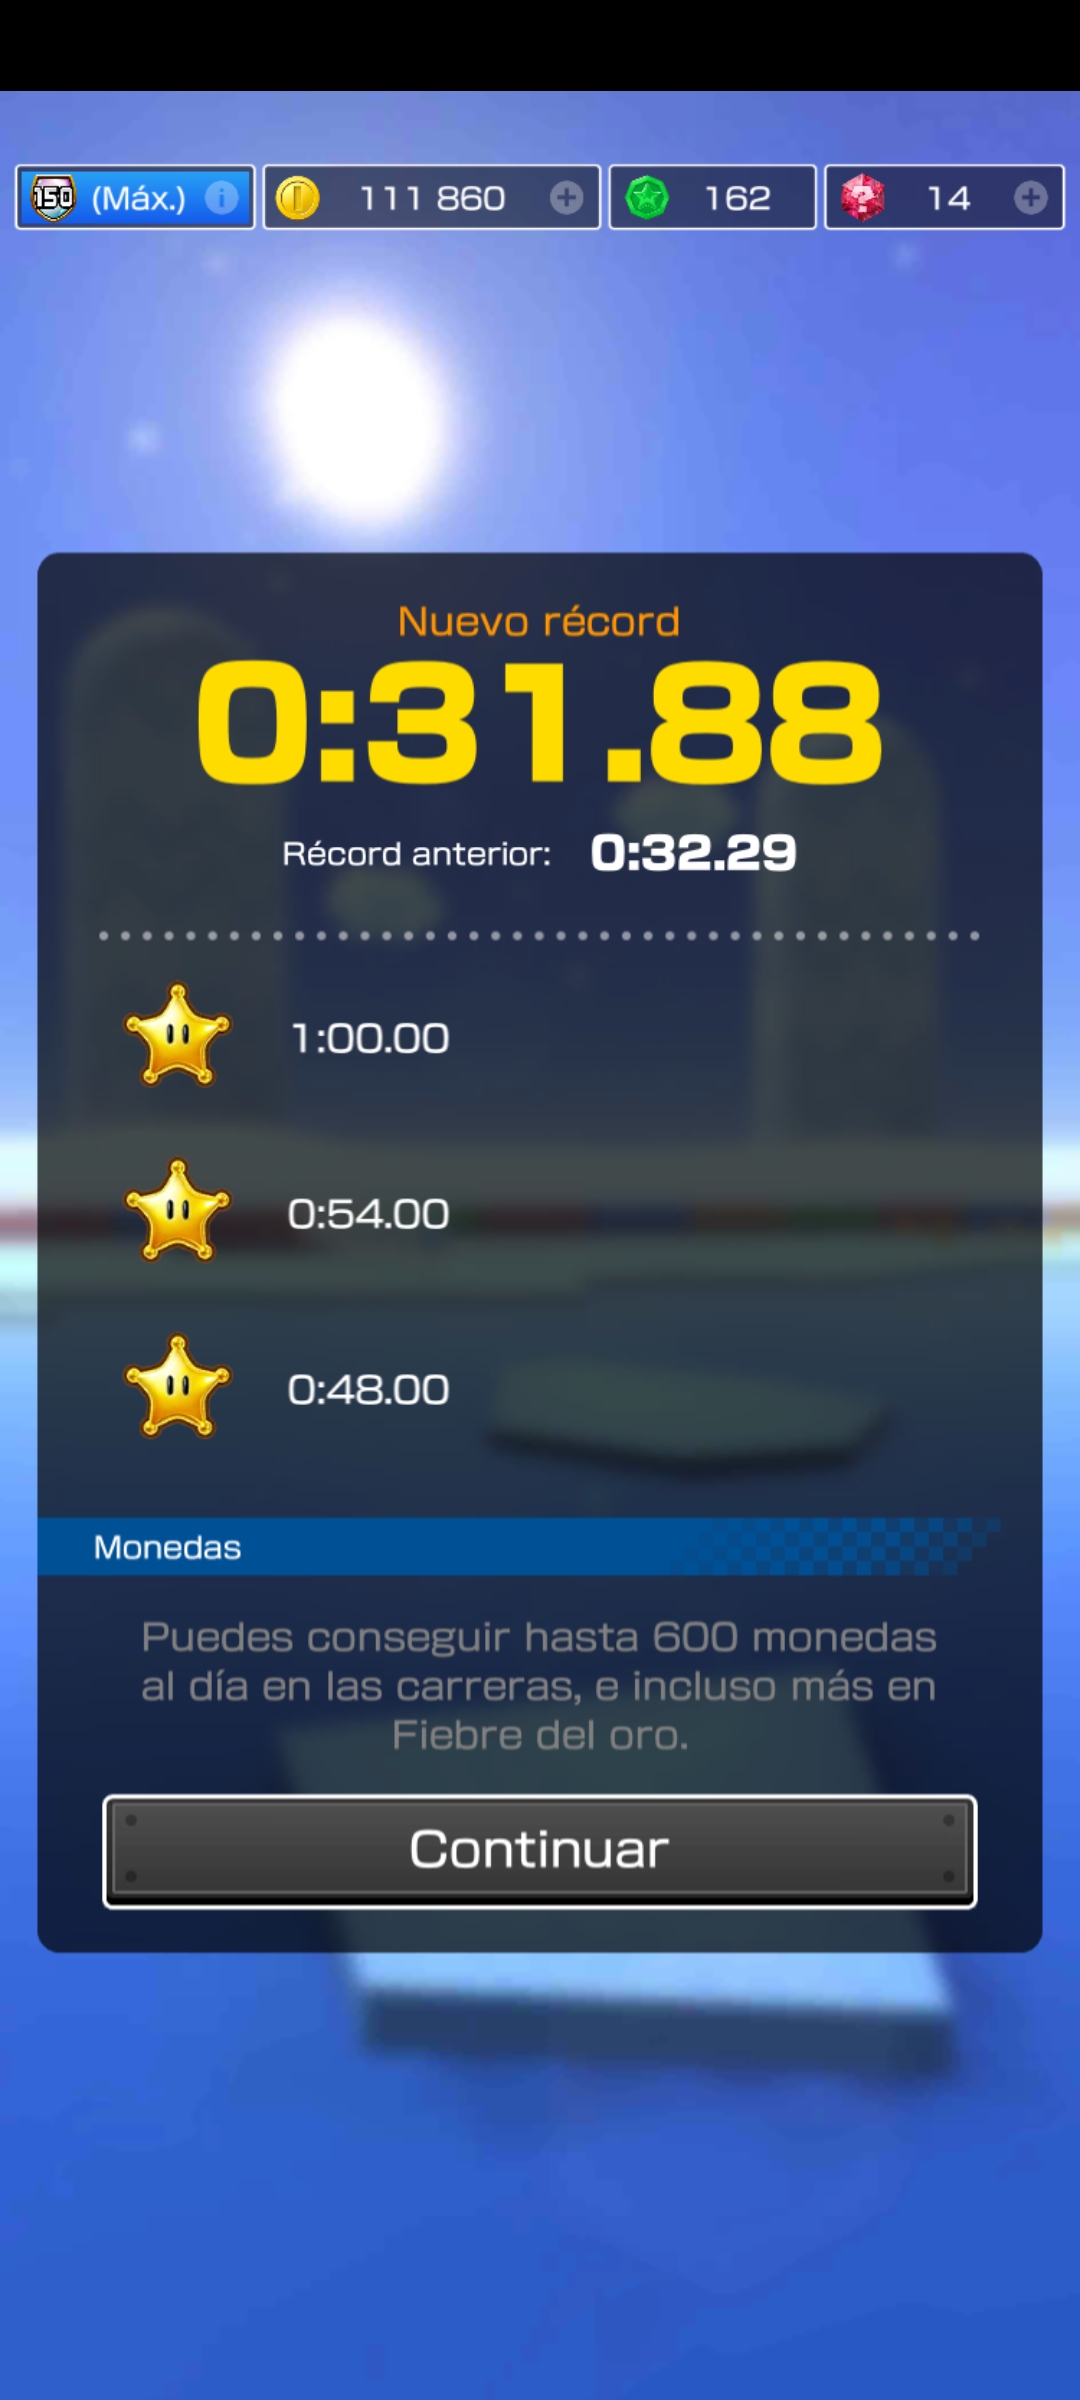 150 (Máx.) i 111 860 + 162 ? 14 +
Nuevo récord
0:31.88
Récord anterior: 0:32.29
1:00.00
0:54.00
0:48.00
Monedas
Puedes conseguir hasta 600 monedas
al día en las carreras, e incluso más en
Fiebre del oro.
Continuar